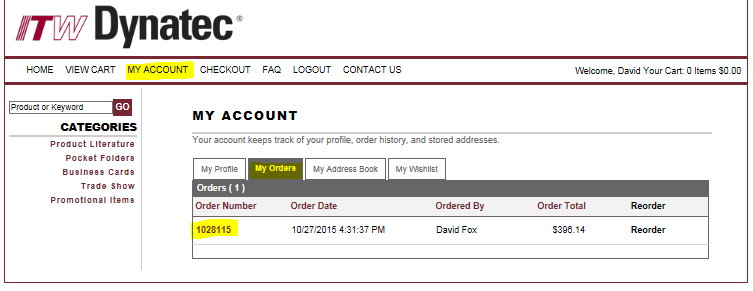 ITW Dynatec®
HOME VIEW CART MY ACCOUNT CHECKOUT FAQ LOGOUT CONTACT US Welcome, David Your Cart: 0 Items $0.00
Product or Keyword GO
CATEGORIES
Product Literature
Pocket Folders
Business Cards
Trade Show
Promotional Items
MY ACCOUNT
Your account keeps track of your profile, order history, and stored addresses.
My Profile My Orders My Address Book My Wishlist
Orders ( 1 )
Order Number Order Date Ordered By Order Total Reorder
1028115 10/27/2015 4:31:37 PM David Fox $396.14 Reorder